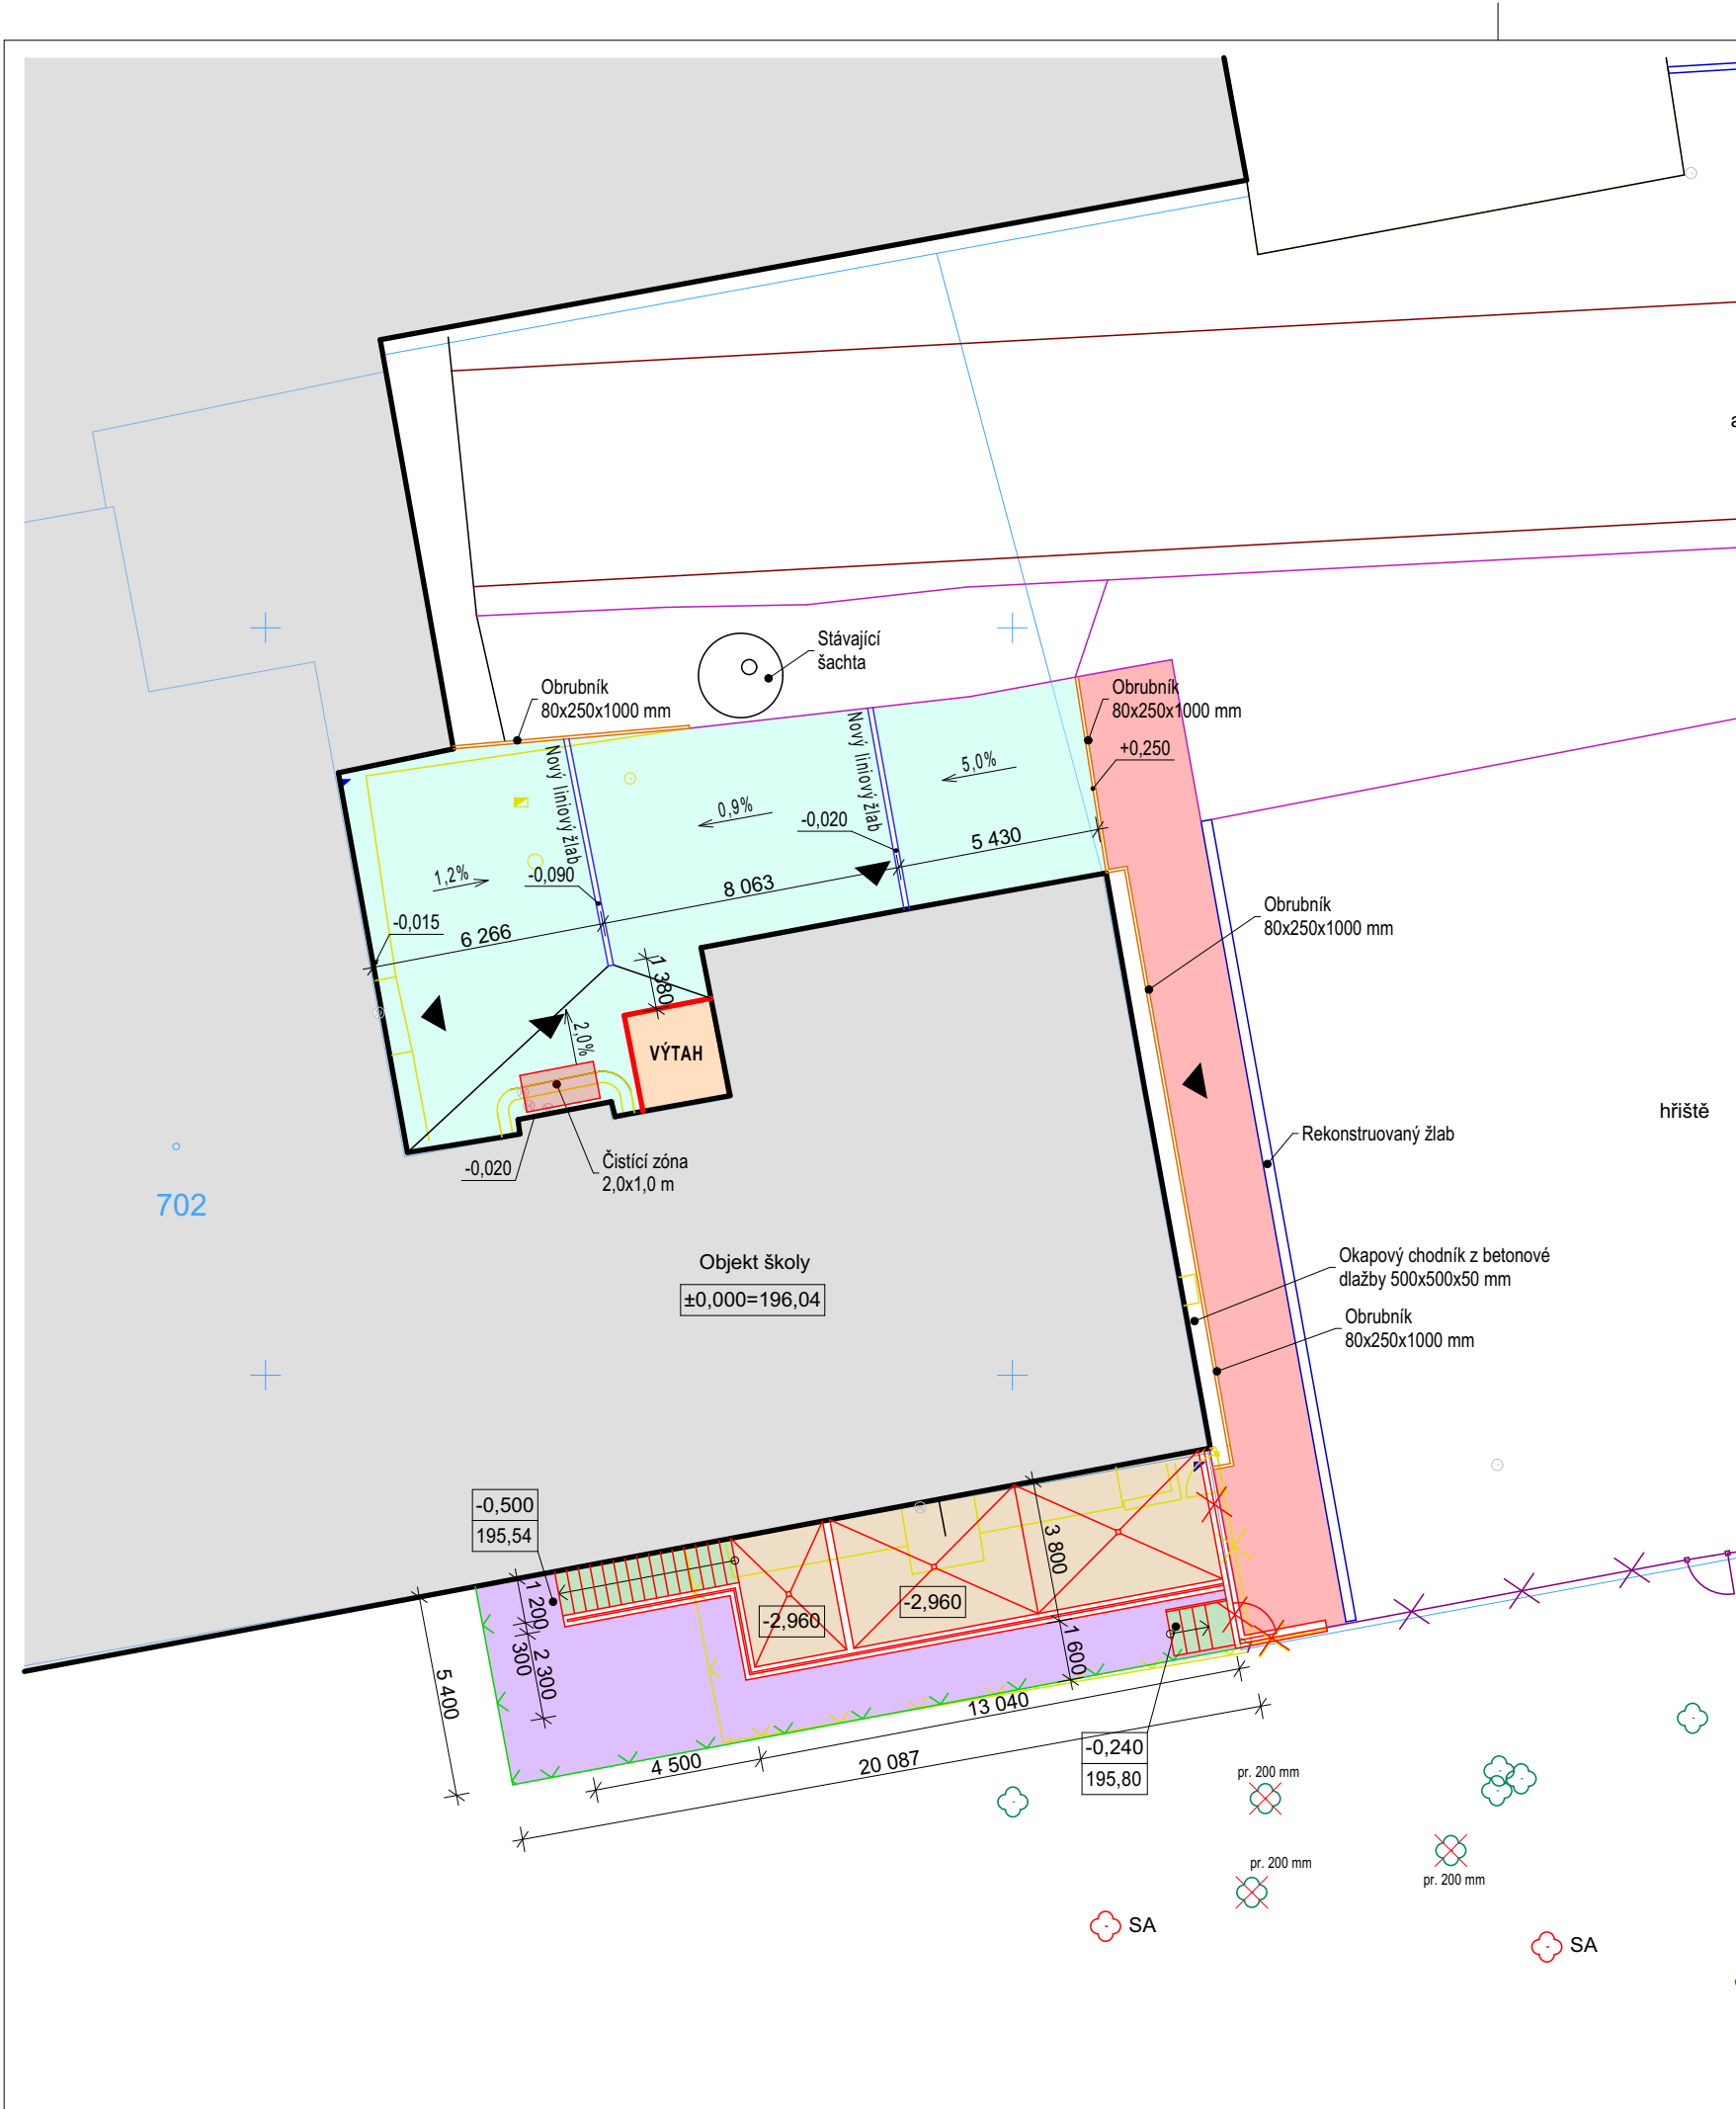 Stávající
šachta
Obrubník
80x250x1000 mm
Obrubník
80x250x1000 mm
+0,250
Nový liniový žlab
Nový liniový žlab
5,0%
0,9%
-0,020
5 430
1,2%
-0,090
8 063
-0,015
6 266
Obrubník
80x250x1000 mm
1 380
2,0%
VÝTAH
hřiště
Rekonstruovaný žlab
-0,020
Čistící zóna
2,0x1,0 m
702
Objekt školy
±0,000=196,04
Okapový chodník z betonové
dlažby 500x500x50 mm
Obrubník
80x250x1000 mm
-0,500
195,54
3 800
1 200
-2,960
-2,960
300
2 300
1 600
5 400
13 040
4 500
20 087
-0,240
195,80
pr. 200 mm
pr. 200 mm
pr. 200 mm
SA
SA